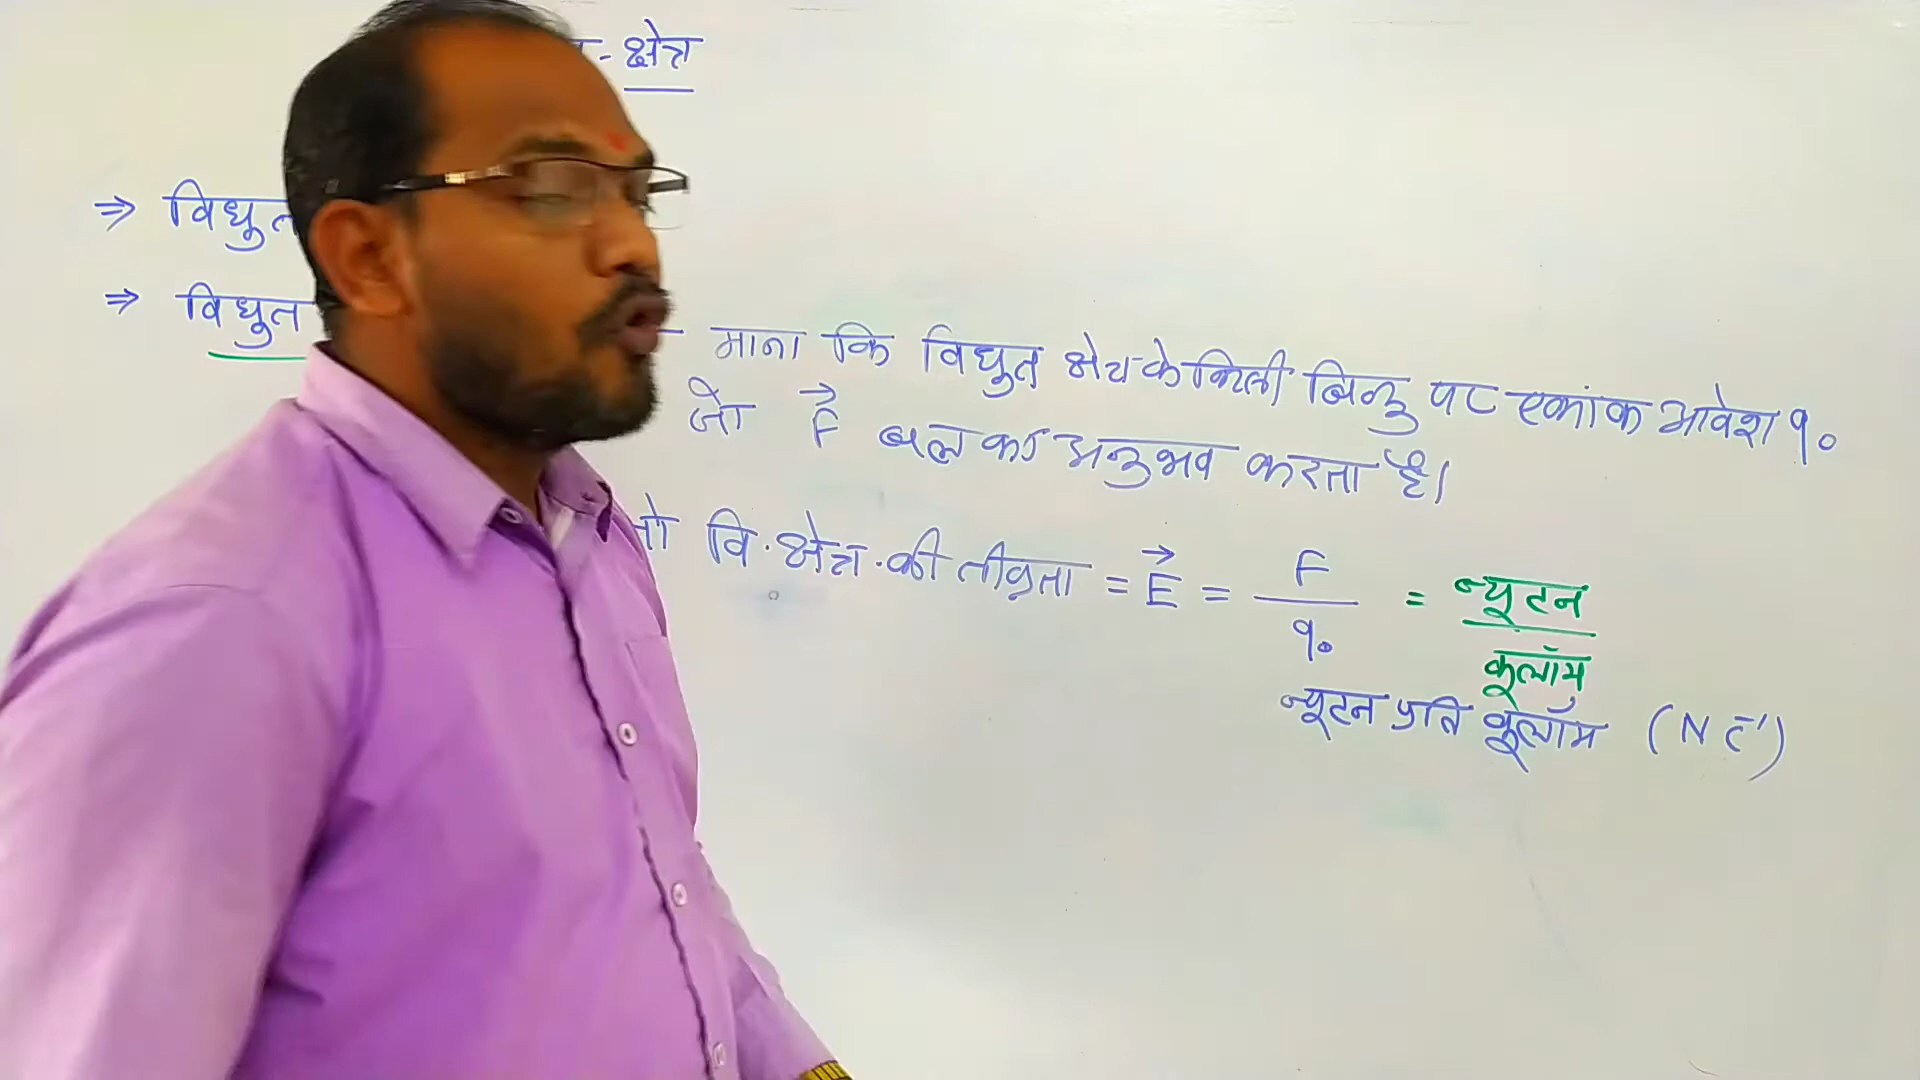 - क्षेत्र
⇒ विधुत
⇒ विधुत
माना कि विधुत क्षेत्र के किसी बिन्दु पर एकांक आवेश q₀
जो F⃗ बल का अनुभव करता है।
तो वि. क्षेत्र. की तीव्रता = E⃗ = F / q₀ = न्यूटन / कूलॉम
न्यूटन प्रति कूलॉम (N C⁻¹)